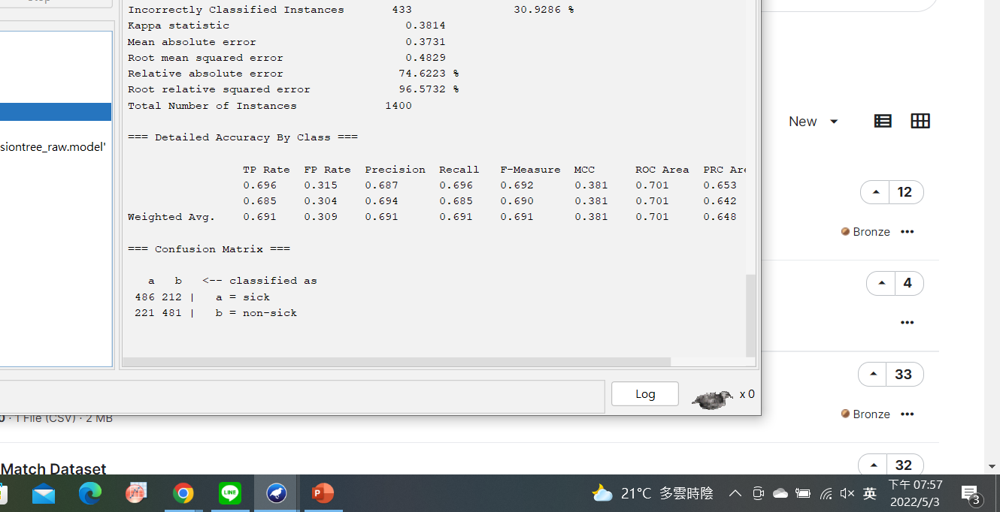 Incorrectly Classified Instances 433 30.9286 %
Kappa statistic 0.3814
Mean absolute error 0.3731
Root mean squared error 0.4829
Relative absolute error 74.6223 %
Root relative squared error 96.5732 %
Total Number of Instances 1400
=== Detailed Accuracy By Class ===
TP Rate FP Rate Precision Recall F-Measure MCC ROC Area PRC Are
0.696 0.315 0.687 0.696 0.692 0.381 0.701 0.653
0.685 0.304 0.694 0.685 0.690 0.381 0.701 0.642
Weighted Avg. 0.691 0.309 0.691 0.691 0.691 0.381 0.701 0.648
=== Confusion Matrix ===
a b <-- classified as
486 212 | a = sick
221 481 | b = non-sick
siontree_raw.model'
Log
x 0
New
12
Bronze
4
33
Bronze
32
0 · 1 File (CSV) · 2 MB
Match Dataset
LINE
21°C 多雲時陰
英
下午 07:57
2022/5/3
3